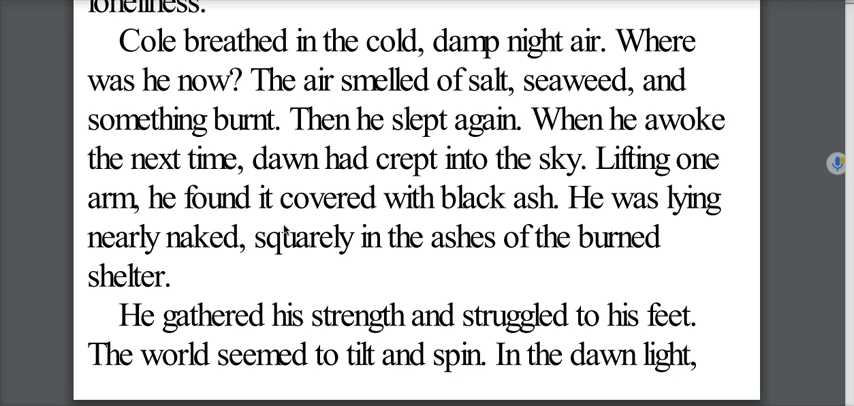 loneliness.
Cole breathed in the cold, damp night air. Where
was he now? The air smelled of salt, seaweed, and
something burnt. Then he slept again. When he awoke
the next time, dawn had crept into the sky. Lifting one
arm, he found it covered with black ash. He was lying
nearly naked, squarely in the ashes of the burned
shelter.
He gathered his strength and struggled to his feet.
The world seemed to tilt and spin. In the dawn light,